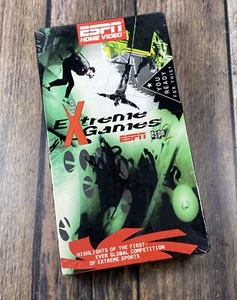 ESPN
HOME VIDEO
YOU
READY
FOR THIS?
Extreme
Games
ESPN
HIGHLIGHTS OF THE FIRST-
EVER GLOBAL COMPETITION
OF EXTREME SPORTS